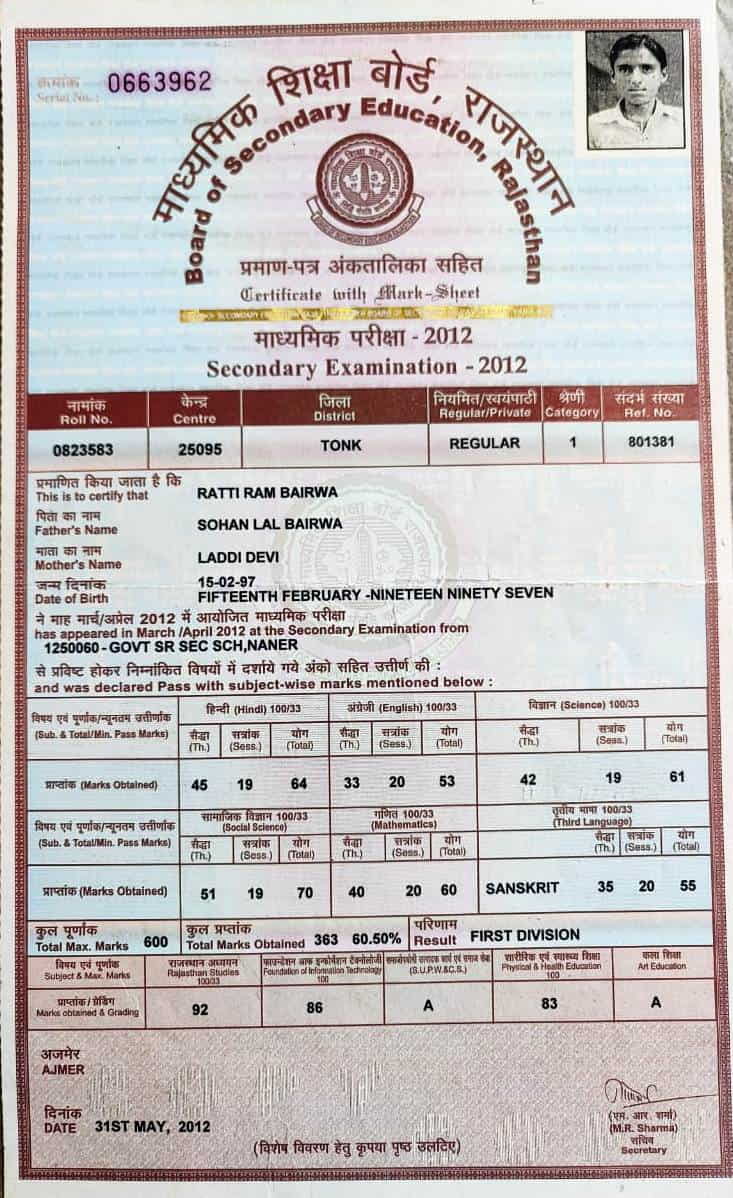 क्रमांक
Serial No.:
0663962
माध्यमिक शिक्षा बोर्ड, राजस्थान
Board of Secondary Education, Rajasthan
प्रमाण-पत्र अंकतालिका सहित
Certificate with Mark-Sheet
माध्यमिक परीक्षा - 2012
Secondary Examination - 2012
नामांक केन्द्र जिला नियमित/स्वयंपाठी श्रेणी संदर्भ संख्या
Roll No. Centre District Regular/Private Category Ref. No.
0823583 25095 TONK REGULAR 1 801381
प्रमाणित किया जाता है कि
This is to certify that RATTI RAM BAIRWA
पिता का नाम
Father's Name SOHAN LAL BAIRWA
माता का नाम
Mother's Name LADDI DEVI
जन्म दिनांक 15-02-97
Date of Birth FIFTEENTH FEBRUARY -NINETEEN NINETY SEVEN
ने माह मार्च/अप्रेल 2012 में आयोजित माध्यमिक परीक्षा
has appeared in March /April 2012 at the Secondary Examination from
1250060-GOVT SR SEC SCH,NANER
से प्रविष्ट होकर निम्नांकित विषयों में दर्शाये गये अंको सहित उत्तीर्ण की :
and was declared Pass with subject-wise marks mentioned below :
विषय एवं पूर्णांक/न्यूनतम उत्तीर्णांक
(Sub. & Total/Min. Pass Marks)
हिन्दी (Hindi) 100/33 अंग्रेजी (English) 100/33 विज्ञान (Science) 100/33
सैद्धा सत्रांक योग सैद्धा सत्रांक योग सैद्धा सत्रांक योग
(Th.) (Sess.) (Total) (Th.) (Sess.) (Total) (Th.) (Sess.) (Total)
प्राप्तांक (Marks Obtained) 45 19 64 33 20 53 42 19 61
विषय एवं पूर्णांक/न्यूनतम उत्तीर्णांक
(Sub. & Total/Min. Pass Marks)
सामाजिक विज्ञान 100/33 गणित 100/33 तृतीय भाषा 100/33
(Social Science) (Mathematics) (Third Language)
सैद्धा सत्रांक योग सैद्धा सत्रांक योग सैद्धा सत्रांक योग
(Th.) (Sess.) (Total) (Th.) (Sess.) (Total) (Th.) (Sess.) (Total)
प्राप्तांक (Marks Obtained) 51 19 70 40 20 60 SANSKRIT 35 20 55
कुल पूर्णांक कुल प्राप्तांक परिणाम
Total Max. Marks 600 Total Marks Obtained 363 60.50% Result FIRST DIVISION
विषय एवं पूर्णांक राजस्थान अध्ययन फाउन्डेशन आफ इन्फोर्मेशन टेक्नोलॉजी समाजोपयोगी उत्पादक कार्य एवं समाज सेवा शारीरिक एवं स्वास्थ्य शिक्षा कला शिक्षा
Subject & Max. Marks Rajasthan Studies Foundation of Information Technology (S.U.P.W.&C.S.) Physical & Health Education Art Education
100/33 100 100
प्राप्तांक / ग्रेडिंग
Marks obtained & Grading 92 86 A 83 A
अजमेर
AJMER
दिनांक
DATE 31ST MAY, 2012
(एम. आर. शर्मा)
(M.R. Sharma)
सचिव
Secretary
(विशेष विवरण हेतु कृपया पृष्ठ उलटिए)